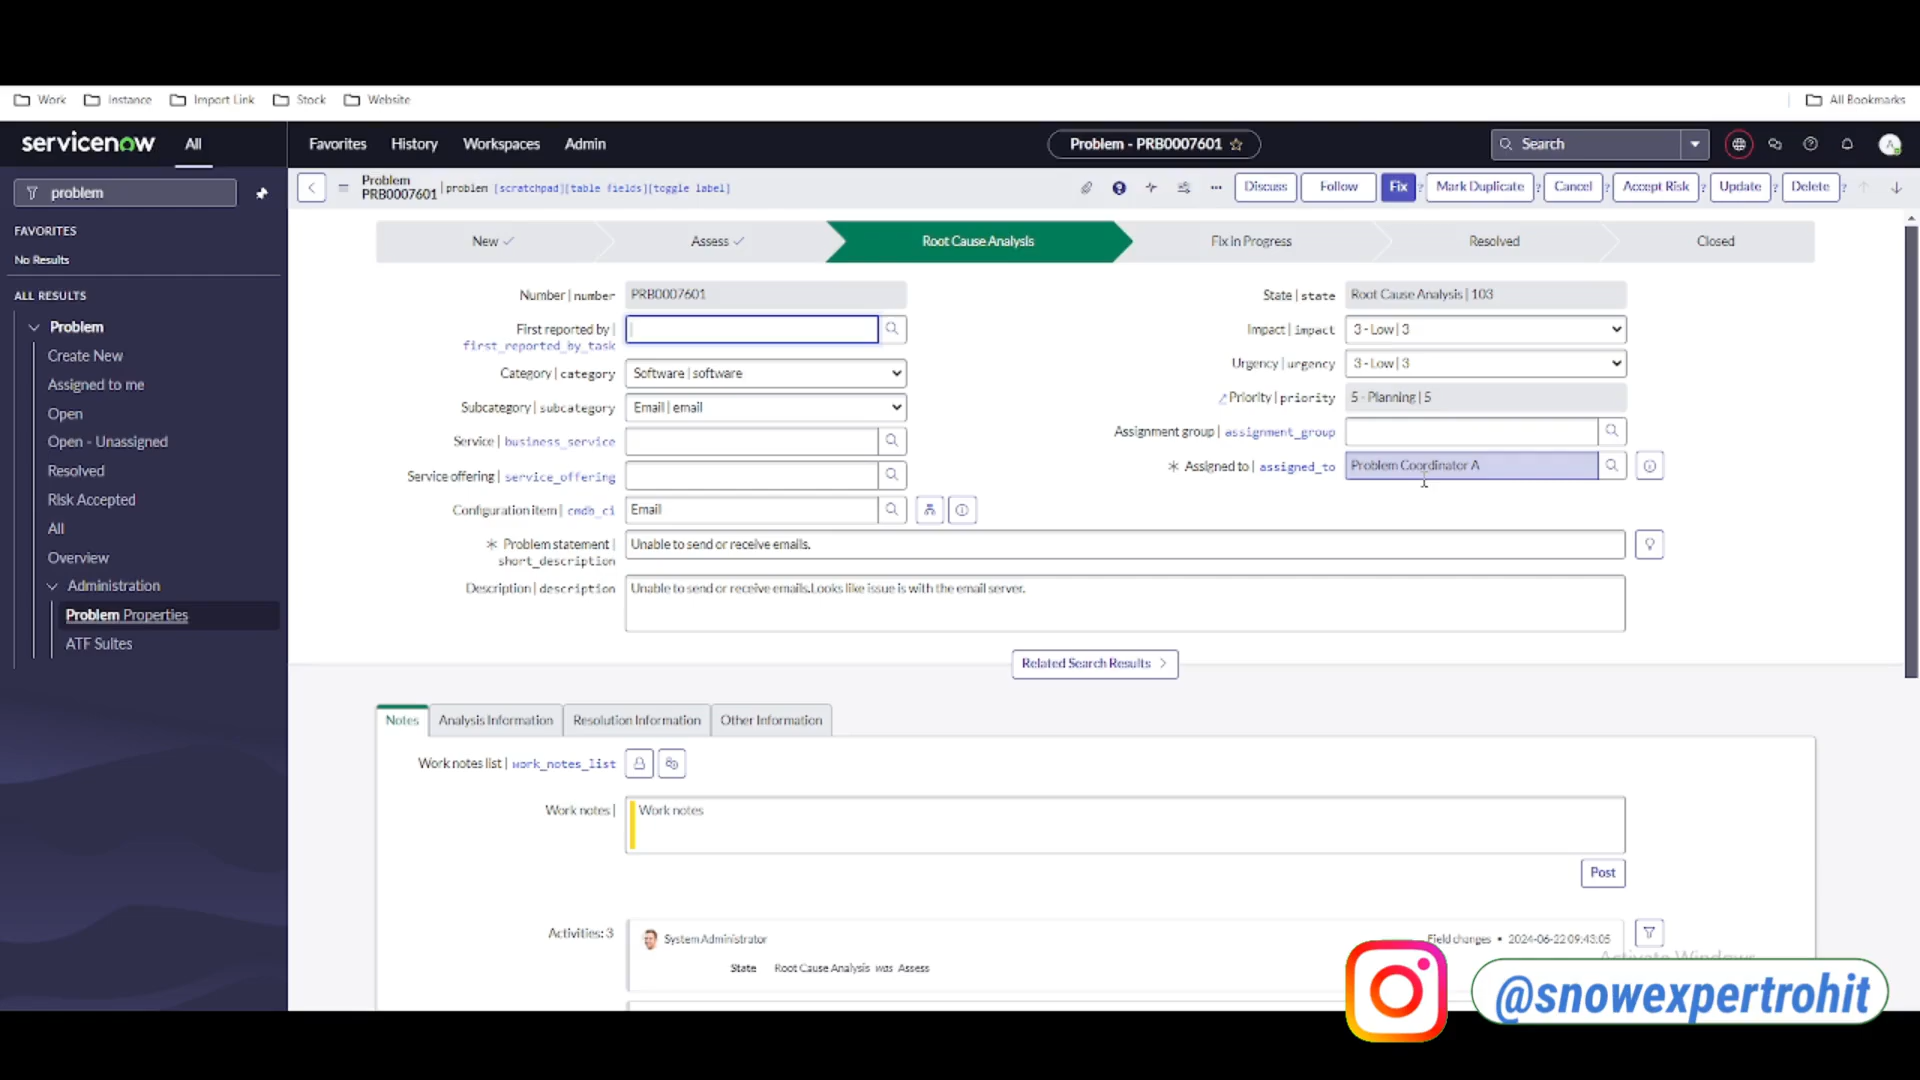 Work Instance Import Link Stock Website All Bookmarks
servicenow All Favorites History Workspaces Admin Problem - PRB0007601 Search A
problem
Problem
PRB0007601 | problem [scratchpad][table fields][toggle label]
Discuss Follow Fix ? Mark Duplicate ? Cancel ? Accept Risk ? Update ? Delete ?
FAVORITES
No Results
ALL RESULTS
Problem
Create New
Assigned to me
Open
Open - Unassigned
Resolved
Risk Accepted
All
Overview
Administration
Problem Properties
ATF Suites
New Assess Root Cause Analysis Fix In Progress Resolved Closed
Number | number PRB0007601
First reported by |
first_reported_by_task
Category | category Software | software
Subcategory | subcategory Email | email
Service | business_service
Service offering | service_offering
Configuration item | cmdb_ci Email
State | state Root Cause Analysis | 103
Impact | impact 3 - Low | 3
Urgency | urgency 3 - Low | 3
Priority | priority 5 - Planning | 5
Assignment group | assignment_group
Assigned to | assigned_to Problem Coordinator A
Problem statement |
short_description
Unable to send or receive emails.
Description | description Unable to send or receive emails.Looks like issue is with the email server.
Related Search Results
Notes Analysis Information Resolution Information Other Information
Work notes list | work_notes_list
Work notes | Work notes
Post
Activities: 3 System Administrator Field changes • 2024-06-22 09:43:05
State Root Cause Analysis was Assess
Activate Windows
@snowexpertrohit